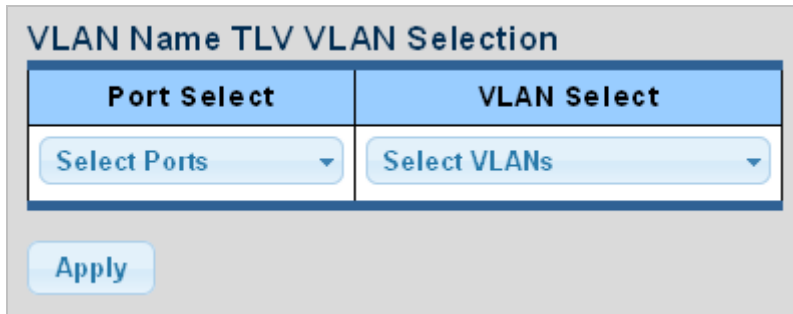 VLAN Name TLV VLAN Selection
Port Select VLAN Select
Select Ports Select VLANs
Apply